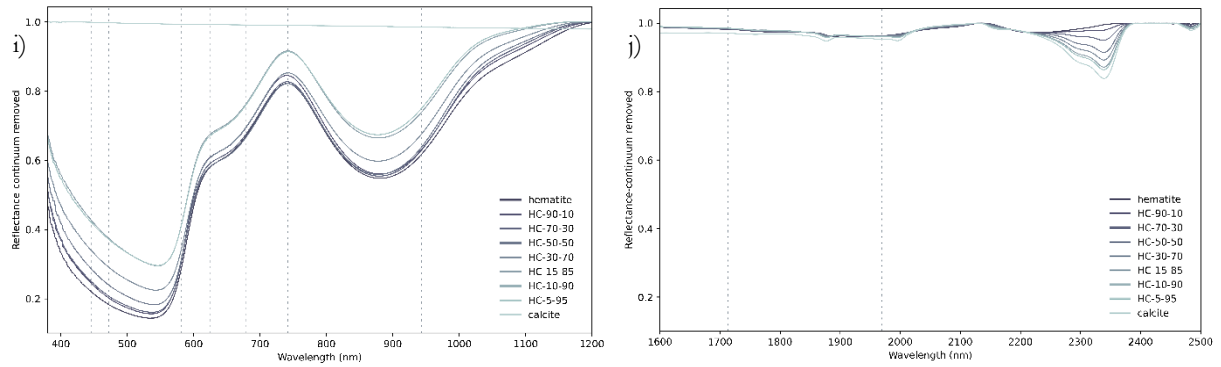 i)
Reflectance continuum removed
1.0
0.8
0.6
0.4
0.2
400 500 600 700 800 900 1000 1100 1200
Wavelength (nm)
hematite
HC-90-10
HC-70-30
HC-50-50
HC-30-70
HC 15 85
HC-10-90
HC-5-95
calcite
j)
Reflectance-continuum removed
1.0
0.8
0.6
0.4
0.2
1600 1700 1800 1900 2000 2100 2200 2300 2400 2500
Wavelength (nm)
hematite
HC-90-10
HC-70-30
HC-50-50
HC-30-70
HC 15 85
HC-10-90
HC-5-95
calcite